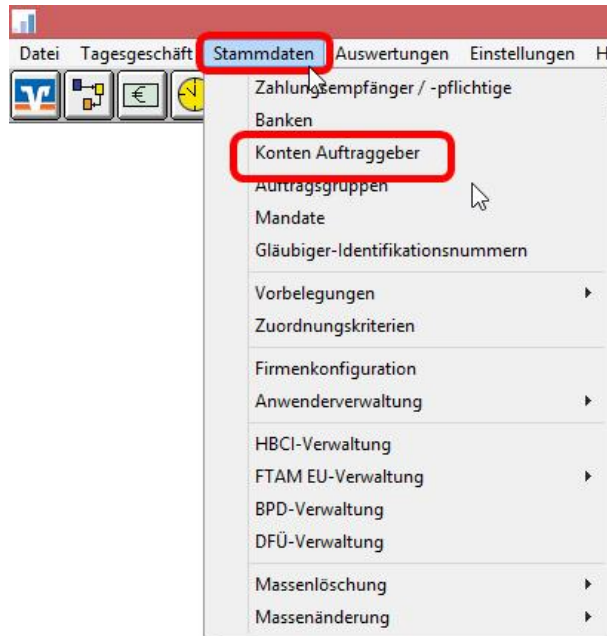 Datei Tagesgeschäft Stammdaten Auswertungen Einstellungen H
Zahlungsempfänger / -pflichtige
Banken
Konten Auftraggeber
Auftragsgruppen
Mandate
Gläubiger-Identifikationsnummern
Vorbelegungen
Zuordnungskriterien
Firmenkonfiguration
Anwenderverwaltung
HBCI-Verwaltung
FTAM EU-Verwaltung
BPD-Verwaltung
DFÜ-Verwaltung
Massenlöschung
Massenänderung